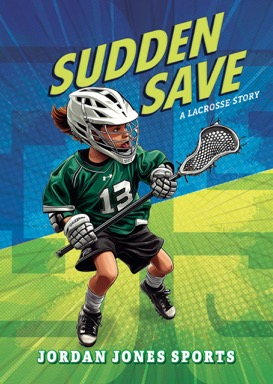 SUDDEN
SAVE
A LACROSSE STORY
13
JORDAN JONES SPORTS